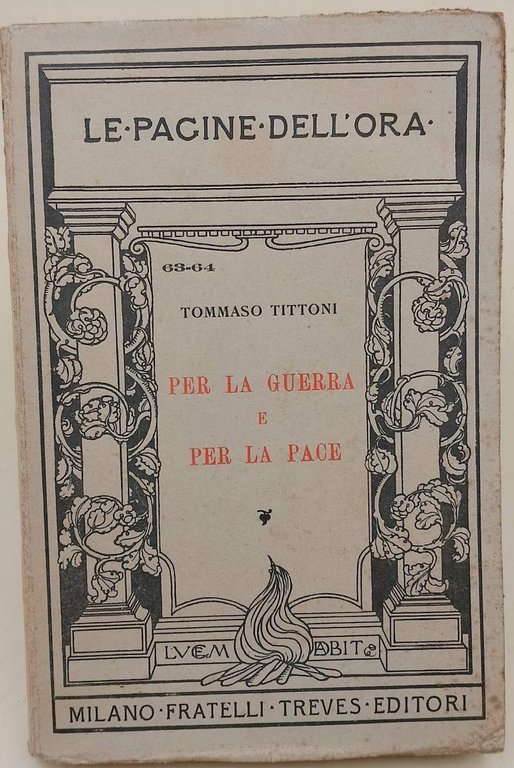 LE·PAGINE·DELL'ORA·
63-64
TOMMASO TITTONI
PER LA GUERRA
E
PER LA PACE
MILANO·FRATELLI·TREVES·EDITORI